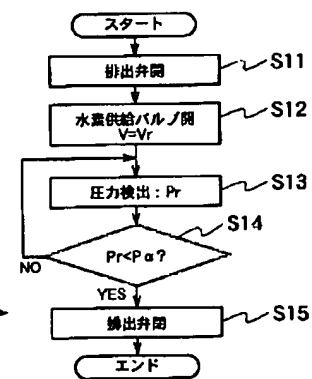 スタート
排出弁開
S11
水素供給バルブ開
V=Vr
S12
圧力検出：Pr
S13
Pr<Pα？
S14
NO
YES
排出弁閉
S15
エンド